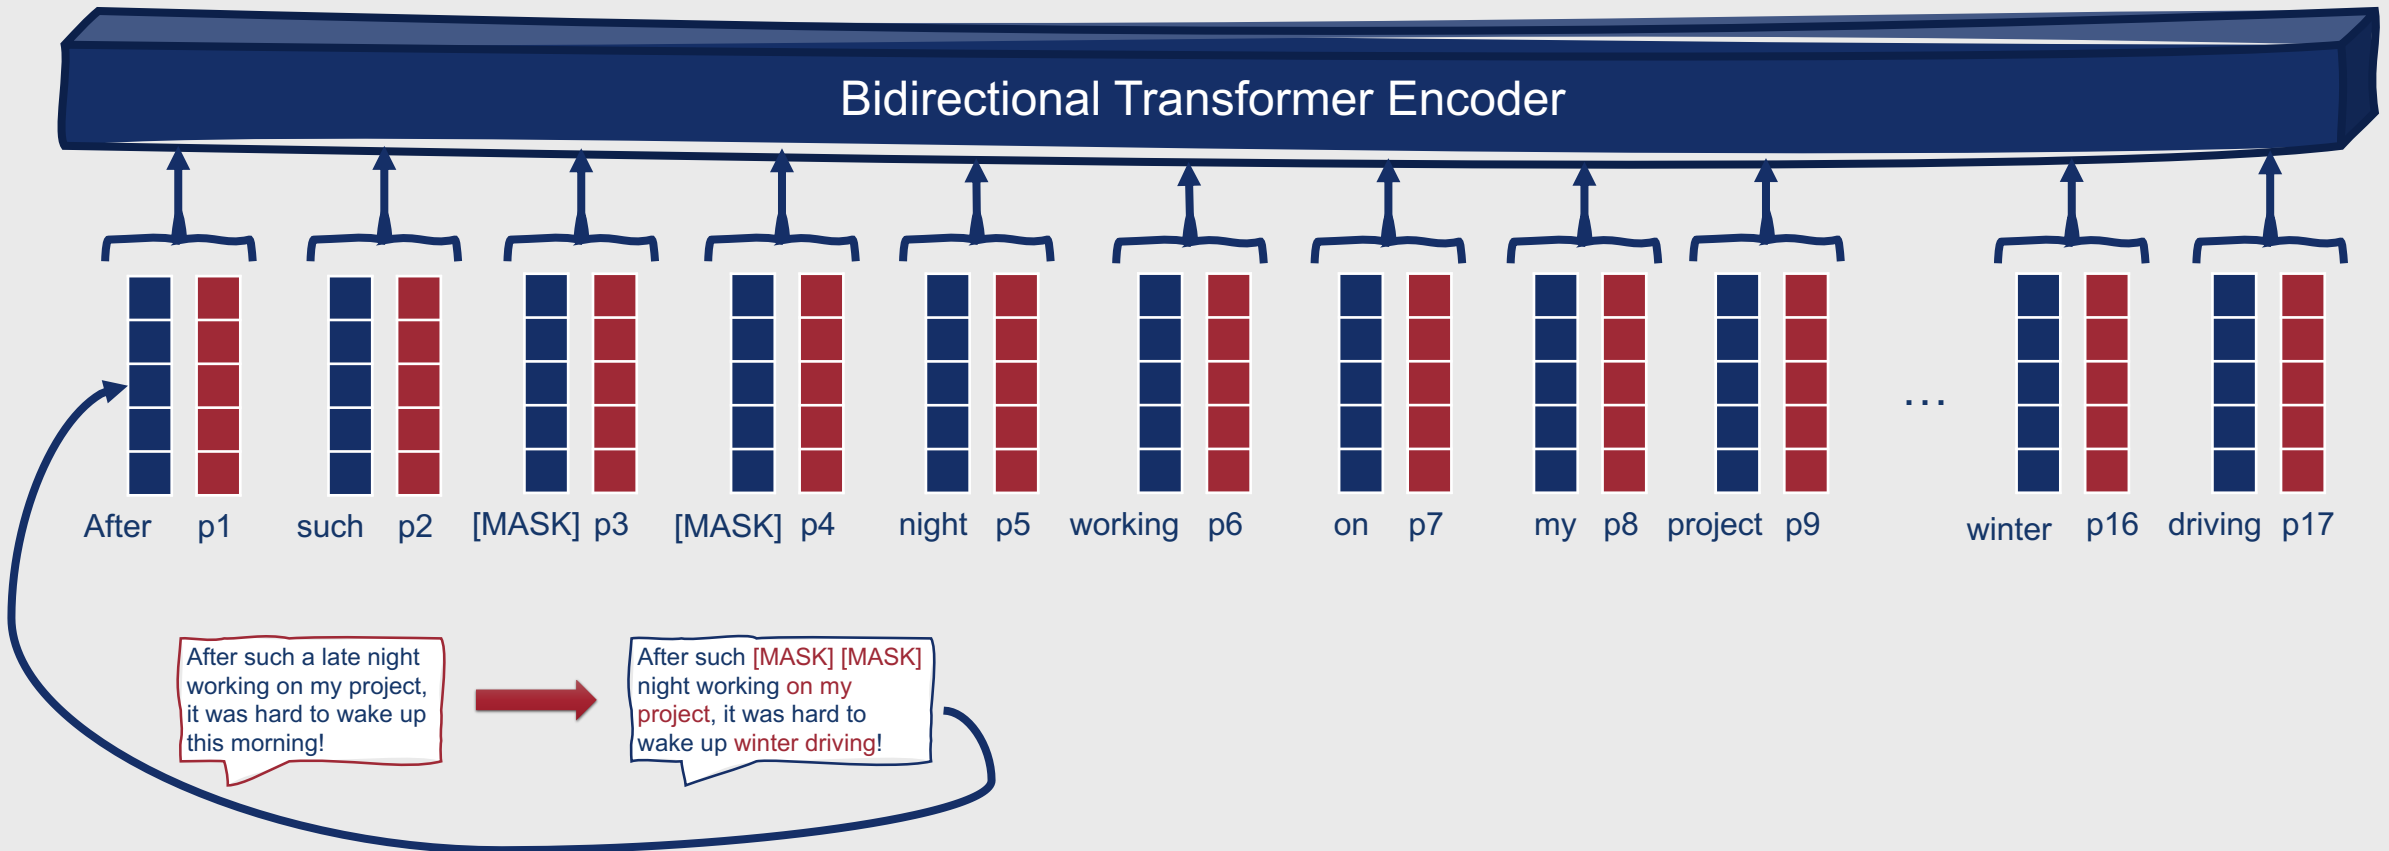 Bidirectional Transformer Encoder
After p1 such p2 [MASK] p3 [MASK] p4 night p5 working p6 on p7 my p8 project p9 ... winter p16 driving p17
After such a late night
working on my project,
it was hard to wake up
this morning!
After such [MASK] [MASK]
night working on my
project, it was hard to
wake up winter driving!